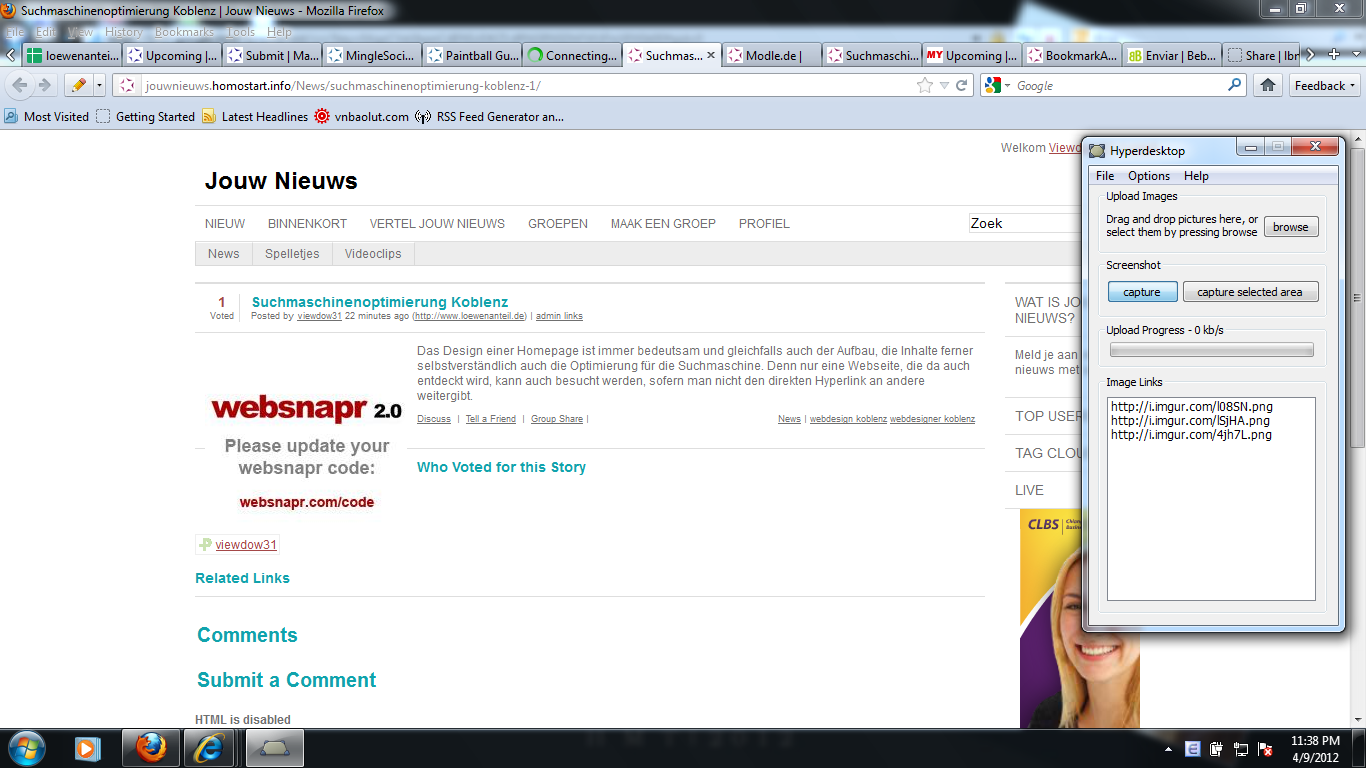 Suchmaschinenoptimierung Koblenz | Jouw Nieuws - Mozilla Firefox
File Edit View History Bookmarks Tools Help
loewenantei... Upcoming |... Submit | Ma... MingleSoci... Paintball Gu... Connecting... Suchmas... Modle.de | Suchmaschi... MY Upcoming |... BookmarkA... Enviar | Beb... Share | Ibr
jouwnieuws.homostart.info/News/suchmaschinenoptimierung-koblenz-1/ Google Feedback
Most Visited Getting Started Latest Headlines vnbaolut.com RSS Feed Generator an...
Welkom Viewd
Jouw Nieuws
NIEUW BINNENKORT VERTEL JOUW NIEUWS GROEPEN MAAK EEN GROEP PROFIEL Zoek
News Spelletjes Videoclips
1
Voted
Suchmaschinenoptimierung Koblenz
Posted by viewdow31 22 minutes ago (http://www.loewenanteil.de) | admin links
Das Design einer Homepage ist immer bedeutsam und gleichfalls auch der Aufbau, die Inhalte ferner
selbstverständlich auch die Optimierung für die Suchmaschine. Denn nur eine Webseite, die da auch
entdeckt wird, kann auch besucht werden, sofern man nicht den direkten Hyperlink an andere
weitergibt.
Discuss | Tell a Friend | Group Share | News | webdesign koblenz webdesigner koblenz
websnapr 2.0
Please update your
websnapr code:
websnapr.com/code
Who Voted for this Story
viewdow31
Related Links
Comments
Submit a Comment
HTML is disabled
WAT IS JO
NIEUWS?
Meld je aan
nieuws met
TOP USER
TAG CLOU
LIVE
CLBS
Hyperdesktop
File Options Help
Upload Images
Drag and drop pictures here, or
select them by pressing browse
browse
Screenshot
capture capture selected area
Upload Progress - 0 kb/s
Image Links
http://i.imgur.com/l08SN.png
http://i.imgur.com/lSjHA.png
http://i.imgur.com/4jh7L.png
11:38 PM
4/9/2012